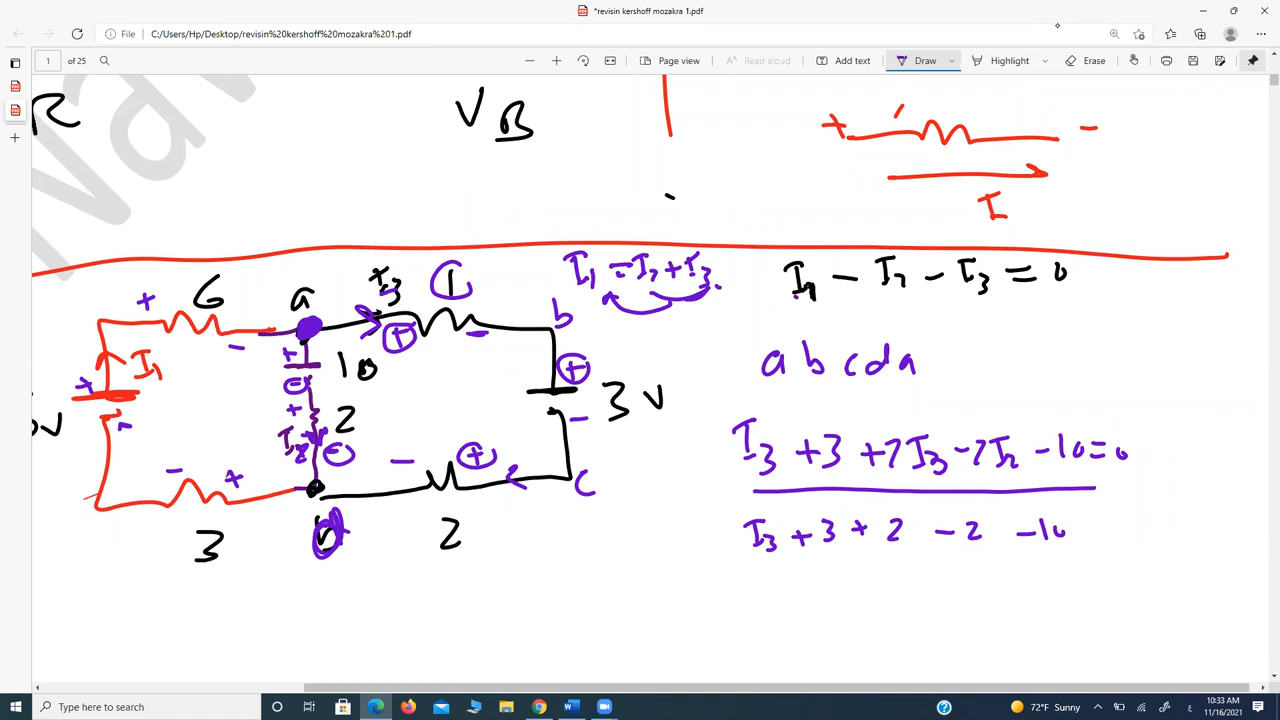 *revisin kershoff mozakra 1.pdf
File C:/Users/Hp/Desktop/revisin%20kershoff%20mozakra%201.pdf
1 of 25 Page view Read aloud Add text Draw Highlight Erase
R
VB
+ -
I
I1 = I2 + I3
I1 - I2 - I3 = 0
+ 6 a I3 1
+ - b
- + 10
+ I1 - +
+ 3 V
0V - 2 -
I2
- + - - + c
3 b 2
a b c d a
I3 + 3 + 2I3 - 2I2 - 10 = 0
I3 + 3 + 2 - 2 - 10
Type here to search
72°F Sunny
10:33 AM
11/16/2021